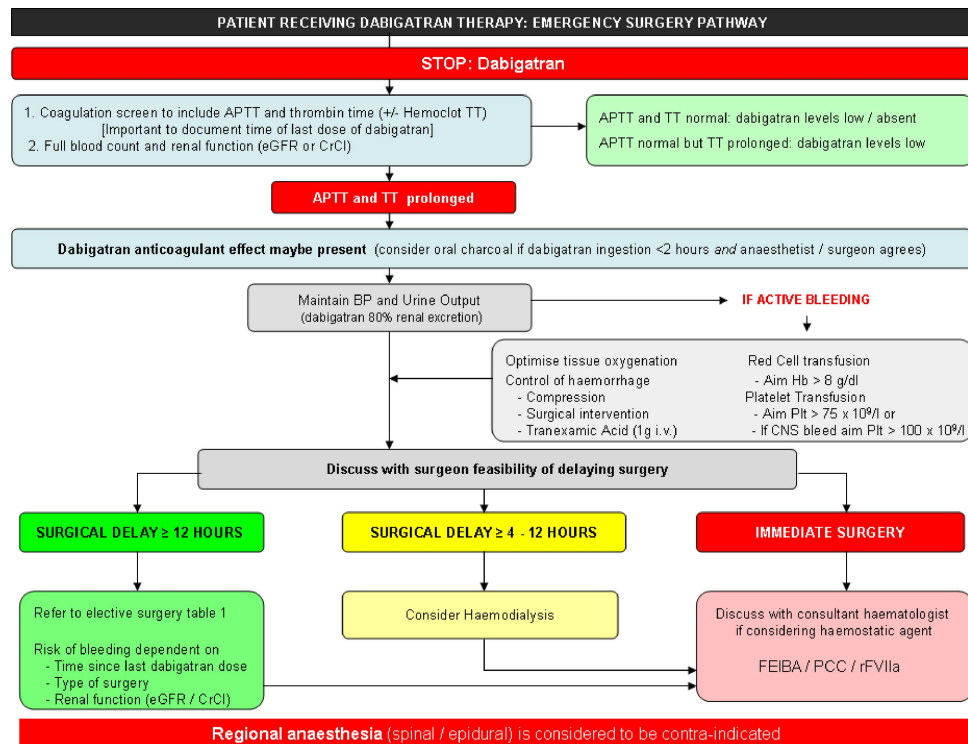 PATIENT RECEIVING DABIGATRAN THERAPY: EMERGENCY SURGERY PATHWAY
STOP: Dabigatran
1. Coagulation screen to include APTT and thrombin time (+/- Hemoclot TT)
[Important to document time of last dose of dabigatran]
2. Full blood count and renal function (eGFR or CrCl)
APTT and TT normal: dabigatran levels low / absent
APTT normal but TT prolonged: dabigatran levels low
APTT and TT prolonged
Dabigatran anticoagulant effect maybe present (consider oral charcoal if dabigatran ingestion <2 hours and anaesthetist / surgeon agrees)
Maintain BP and Urine Output
(dabigatran 80% renal excretion)
IF ACTIVE BLEEDING
Optimise tissue oxygenation
Control of haemorrhage
- Compression
- Surgical intervention
- Tranexamic Acid (1g i.v.)
Red Cell transfusion
- Aim Hb > 8 g/dl
Platelet Transfusion
- Aim Plt > 75 x 10⁹/l or
- If CNS bleed aim Plt > 100 x 10⁹/l
Discuss with surgeon feasibility of delaying surgery
SURGICAL DELAY ≥ 12 HOURS
SURGICAL DELAY ≥ 4 - 12 HOURS
IMMEDIATE SURGERY
Refer to elective surgery table 1
Risk of bleeding dependent on
- Time since last dabigatran dose
- Type of surgery
- Renal function (eGFR / CrCl)
Consider Haemodialysis
Discuss with consultant haematologist
if considering haemostatic agent
FEIBA / PCC / rFVIIa
Regional anaesthesia (spinal / epidural) is considered to be contra-indicated